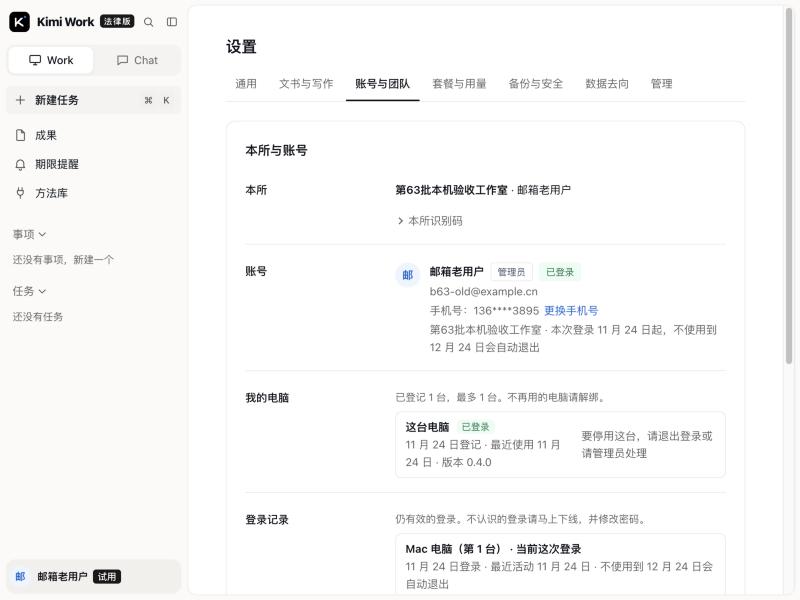 Kimi Work 法律版
Work
Chat
新建任务 ⌘ K
成果
期限提醒
方法库
事项
还没有事项，新建一个
任务
还没有任务
邮 邮箱老用户 试用
设置
通用 文书与写作 账号与团队 套餐与用量 备份与安全 数据去向 管理
本所与账号
本所
第63批本机验收工作室 · 邮箱老用户
本所识别码
账号
邮 邮箱老用户 管理员 已登录
b63-old@example.cn
手机号：136****3895 更换手机号
第63批本机验收工作室 · 本次登录 11 月 24 日起，不使用到
12 月 24 日会自动退出
我的电脑
已登记 1 台，最多 1 台。不再用的电脑请解绑。
这台电脑 已登录
11 月 24 日登记 · 最近使用 11 月
24 日 · 版本 0.4.0
要停用这台，请退出登录或
请管理员处理
登录记录
仍有效的登录。不认识的登录请马上下线，并修改密码。
Mac 电脑（第 1 台） · 当前这次登录
11 月 24 日登录 · 最近活动 11 月 24 日 · 不使用到 12 月 24 日会
自动退出